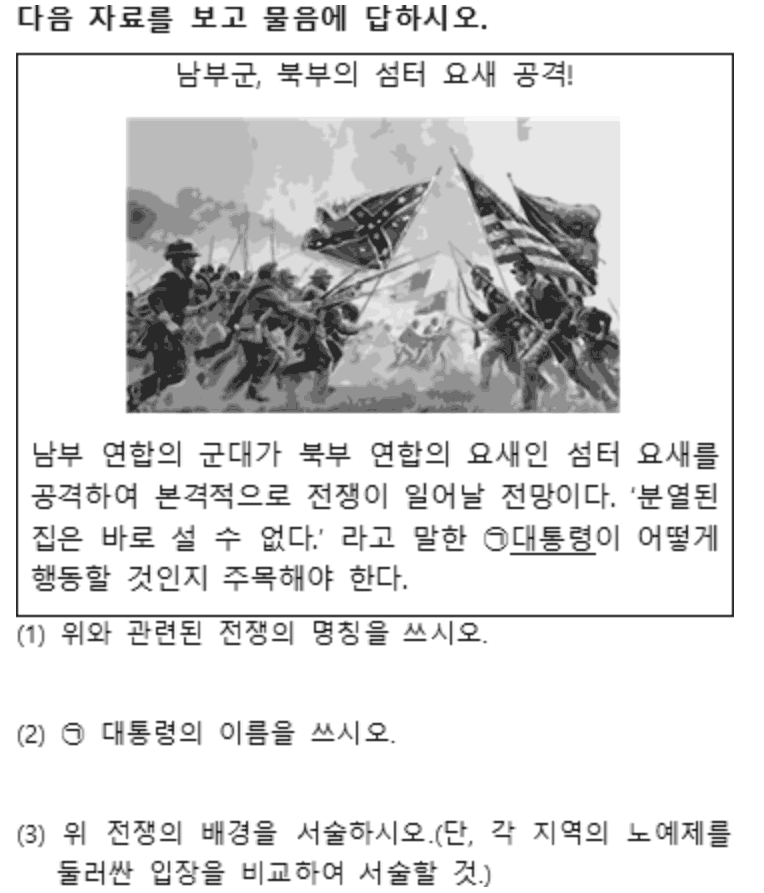 다음 자료를 보고 물음에 답하시오.
남부군, 북부의 섬터 요새 공격!
남부 연합의 군대가 북부 연합의 요새인 섬터 요새를
공격하여 본격적으로 전쟁이 일어날 전망이다. '분열된
집은 바로 설 수 없다.' 라고 말한 ㉠대통령이 어떻게
행동할 것인지 주목해야 한다.
(1) 위와 관련된 전쟁의 명칭을 쓰시오.
(2) ㉠ 대통령의 이름을 쓰시오.
(3) 위 전쟁의 배경을 서술하시오.(단, 각 지역의 노예제를
둘러싼 입장을 비교하여 서술할 것.)